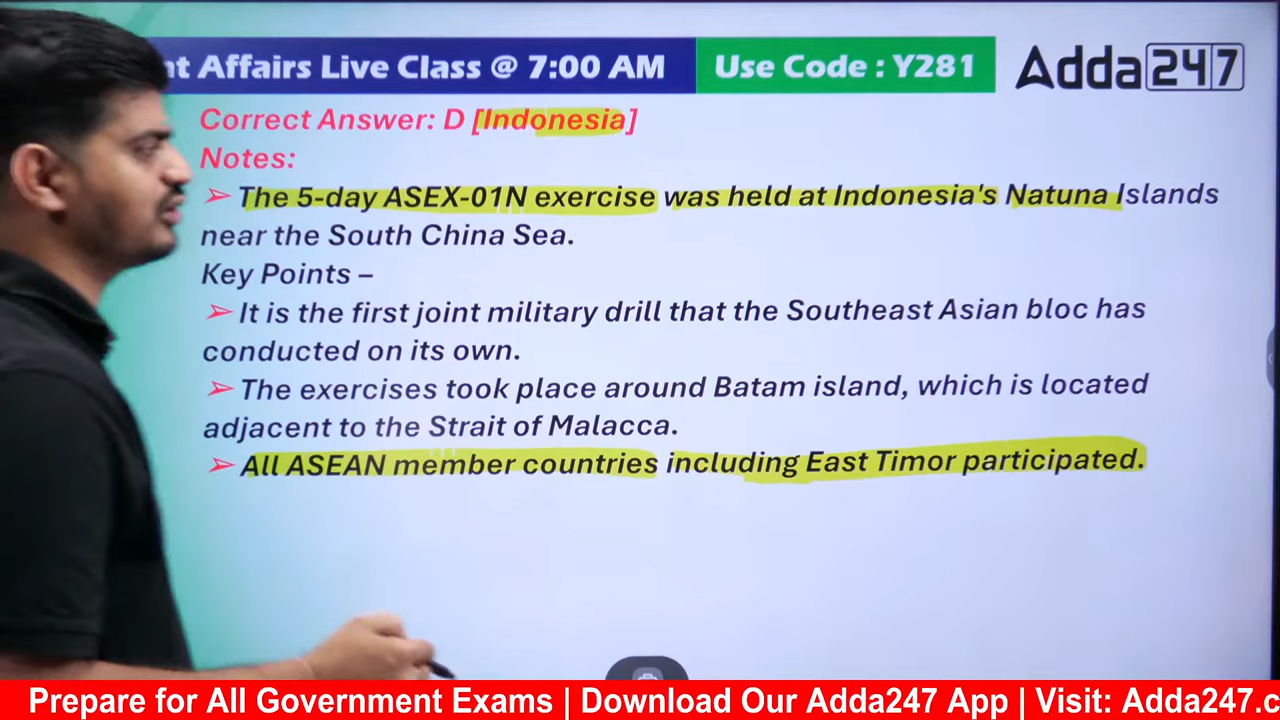 nt Affairs Live Class @ 7:00 AM
Use Code : Y281
Adda247
Correct Answer: D [Indonesia]
Notes:
➢ The 5-day ASEX-01N exercise was held at Indonesia's Natuna Islands
near the South China Sea.
Key Points –
➢ It is the first joint military drill that the Southeast Asian bloc has
conducted on its own.
➢ The exercises took place around Batam island, which is located
adjacent to the Strait of Malacca.
➢ All ASEAN member countries including East Timor participated.
Prepare for All Government Exams | Download Our Adda247 App | Visit: Adda247.c